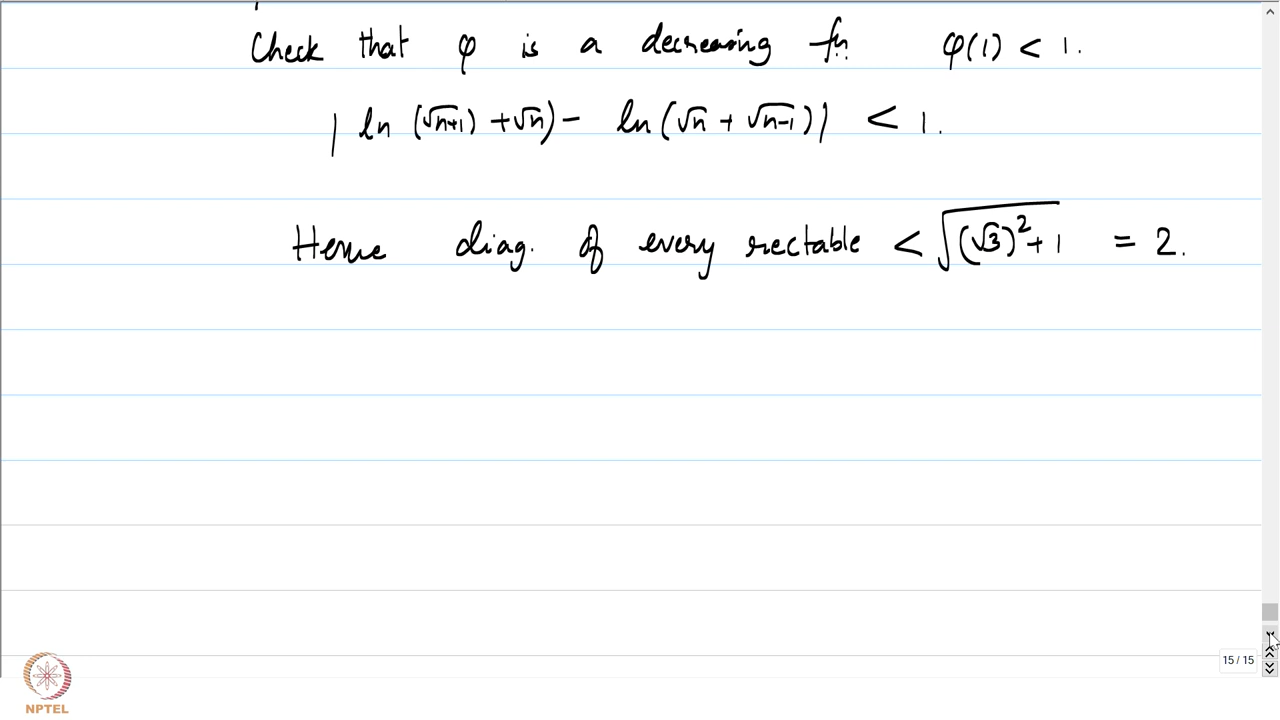 Check that φ is a decreasing fn. φ(1) < 1.
| ln (√n+1) + √n) - ln (√n + √n-1)) | < 1.
Hence diag. of every rectable < √(√3)² + 1 = 2.
15 / 15
NPTEL